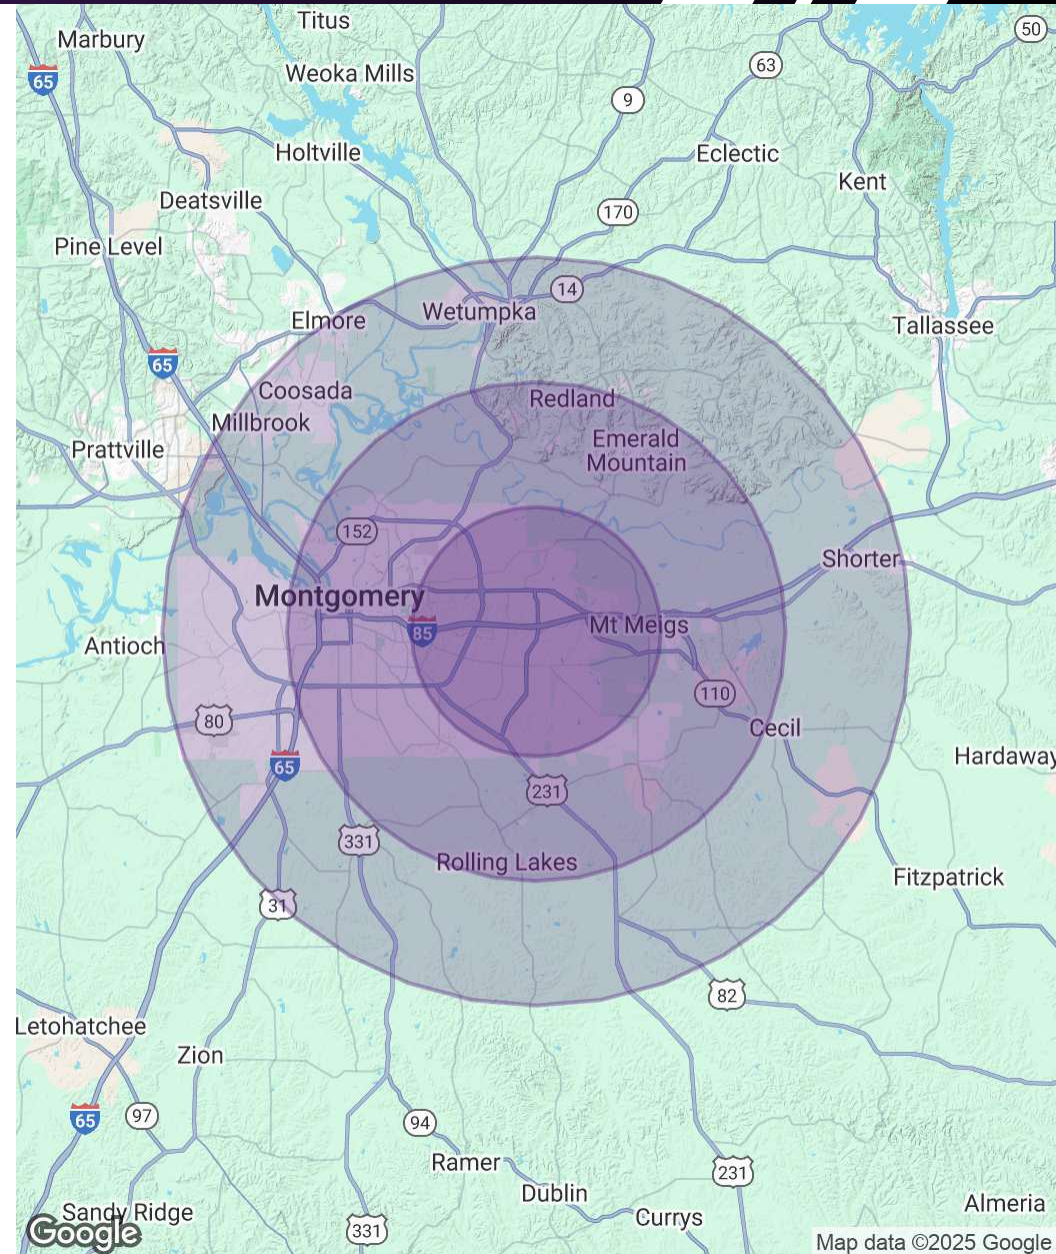 Titus
50
Marbury
63
65
Weoka Mills
9
Holtville
Eclectic
Kent
Deatsville
170
Pine Level
14
Wetumpka
Elmore
Tallassee
65
Coosada
Redland
Millbrook
Prattville
Emerald
Mountain
152
Shorter
Montgomery
85
Mt Meigs
Antioch
110
80
Cecil
65
Hardaway
231
331
Rolling Lakes
Fitzpatrick
31
82
Letohatchee
Zion
65
97
94
Ramer
231
Dublin
Sandy Ridge
Almeria
Currys
331
Google
Map data ©2025 Google